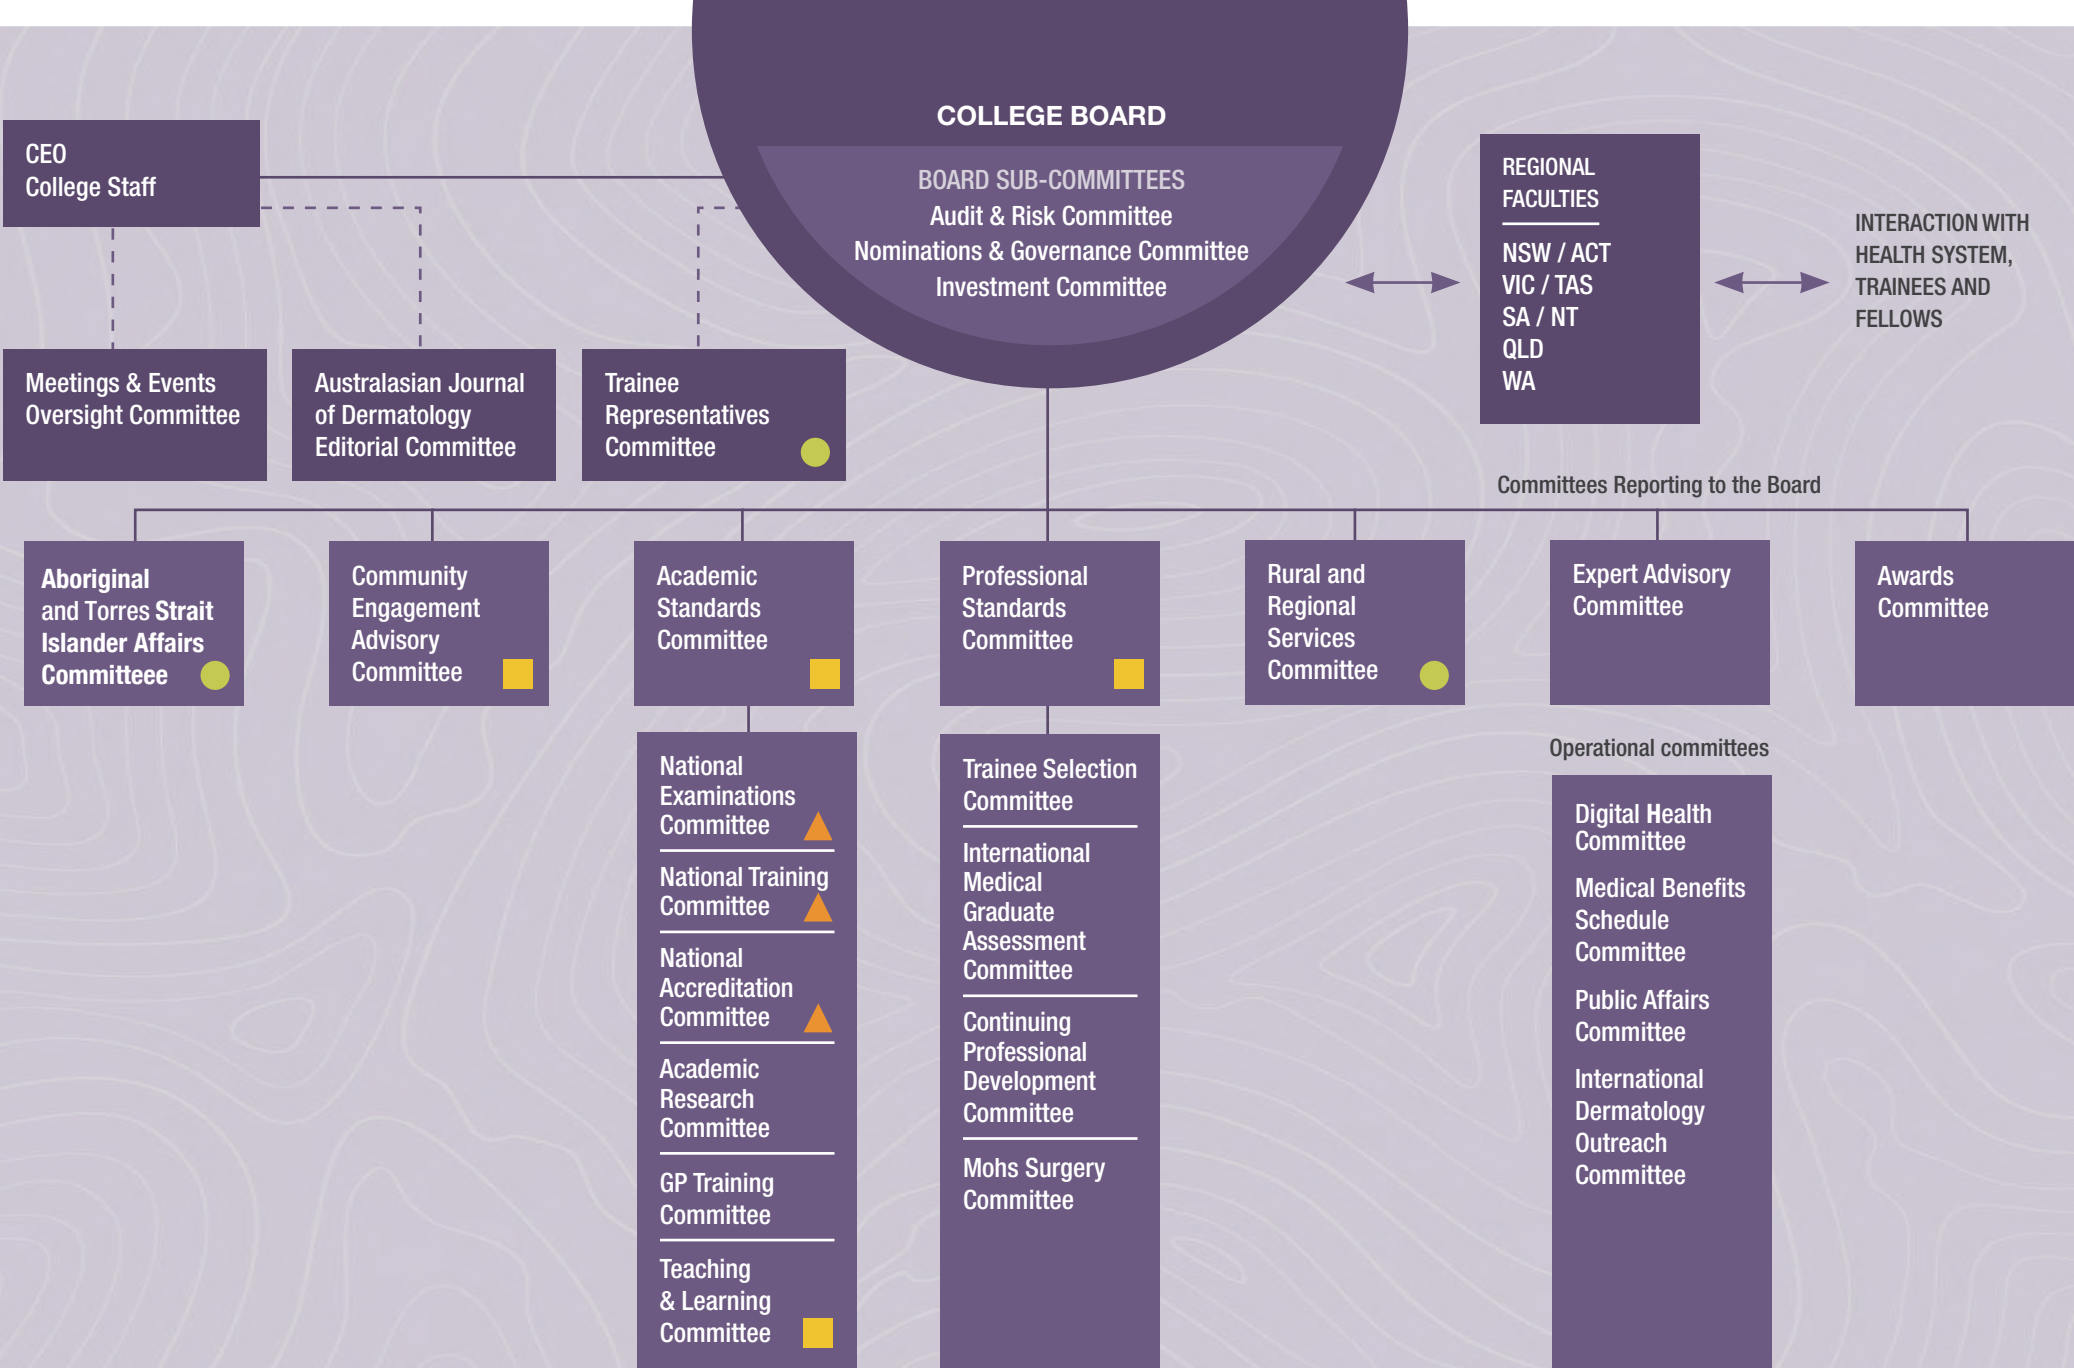 COLLEGE BOARD
BOARD SUB-COMMITTEES
Audit & Risk Committee
Nominations & Governance Committee
Investment Committee
CEO
College Staff
REGIONAL
FACULTIES
NSW / ACT
VIC / TAS
SA / NT
QLD
WA
INTERACTION WITH
HEALTH SYSTEM,
TRAINEES AND
FELLOWS
Meetings & Events
Oversight Committee
Australasian Journal
of Dermatology
Editorial Committee
Trainee
Representatives
Committee
Committees Reporting to the Board
Aboriginal
and Torres Strait
Islander Affairs
Committeee
Community
Engagement
Advisory
Committee
Academic
Standards
Committee
Professional
Standards
Committee
Rural and
Regional
Services
Committee
Expert Advisory
Committee
Awards
Committee
National
Examinations
Committee
National Training
Committee
National
Accreditation
Committee
Academic
Research
Committee
GP Training
Committee
Teaching
& Learning
Committee
Trainee Selection
Committee
International
Medical
Graduate
Assessment
Committee
Continuing
Professional
Development
Committee
Mohs Surgery
Committee
Operational committees
Digital Health
Committee
Medical Benefits
Schedule
Committee
Public Affairs
Committee
International
Dermatology
Outreach
Committee